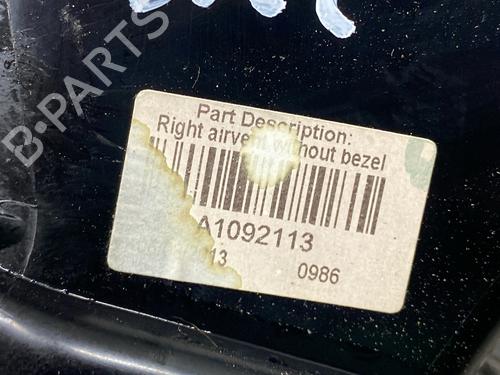 B-PARTS
Part Description:
Right airvent without bezel
A1092113
13 0986